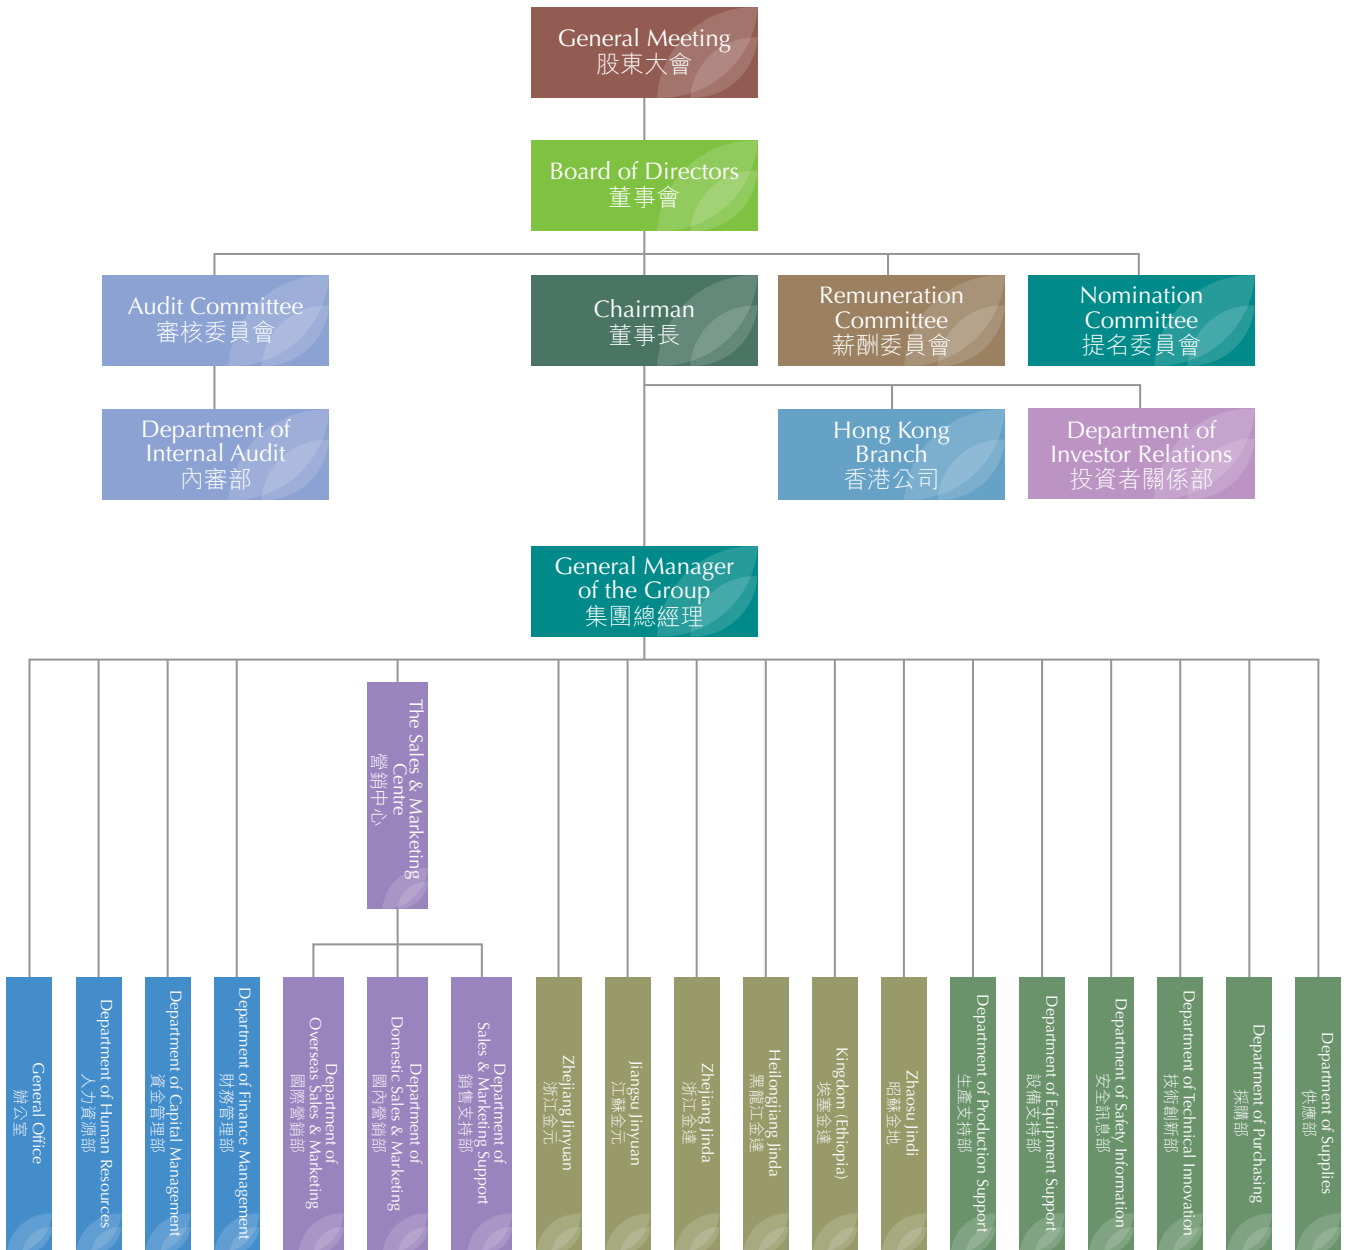 General Meeting
股東大會
Board of Directors
董事會
Audit Committee
審核委員會
Chairman
董事長
Remuneration
Committee
薪酬委員會
Nomination
Committee
提名委員會
Department of
Internal Audit
內審部
Hong Kong
Branch
香港公司
Department of
Investor Relations
投資者關係部
General Manager
of the Group
集團總經理
The Sales & Marketing
Centre
營銷中心
General Office
辦公室
Department of Human Resources
人力資源部
Department of Capital Management
資金管理部
Department of Finance Management
財務管理部
Department of
Overseas Sales & Marketing
國際營銷部
Department of
Domestic Sales & Marketing
國內營銷部
Department of
Sales & Marketing Support
銷售支持部
Zhejiang Jinyuan
浙江金元
Jiangsu Jinyuan
江蘇金元
Zhejiang Jinda
浙江金達
Heilongjiang Jinda
黑龍江金達
Kingdom (Ethiopia)
埃塞金達
Zhaosu Jindi
昭蘇金地
Department of Production Support
生產支持部
Department of Equipment Support
設備支持部
Department of Safety Information
安全訊息部
Department of Technical Innovation
技術創新部
Department of Purchasing
採購部
Department of Supplies
供應部